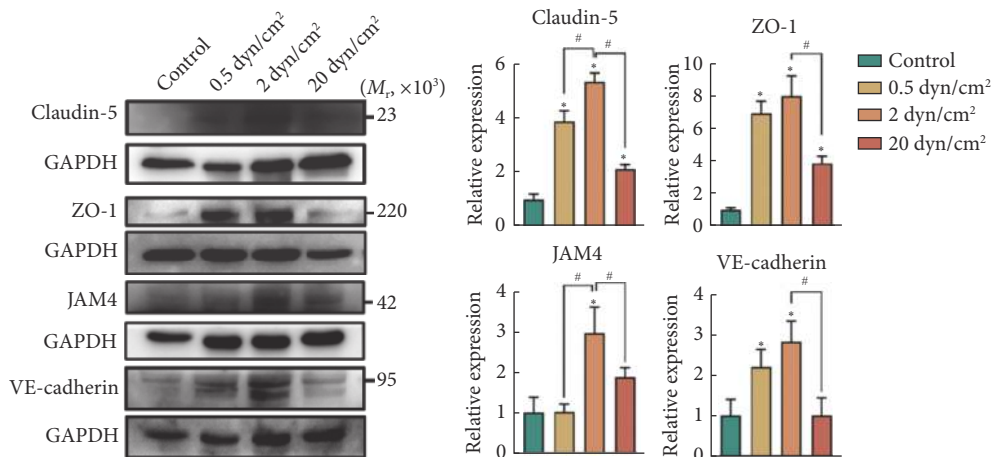 Control
0.5 dyn/cm²
2 dyn/cm²
20 dyn/cm²
(Mr, ×10³)
Claudin-5
23
GAPDH
ZO-1
220
GAPDH
JAM4
42
GAPDH
VE-cadherin
95
GAPDH
Claudin-5
Relative expression
6
4
2
0
*
*
*
#
#
ZO-1
Relative expression
10
8
6
4
2
0
*
*
*
#
Control
0.5 dyn/cm²
2 dyn/cm²
20 dyn/cm²
JAM4
Relative expression
4
3
2
1
0
*
#
#
VE-cadherin
Relative expression
4
3
2
1
0
*
*
#